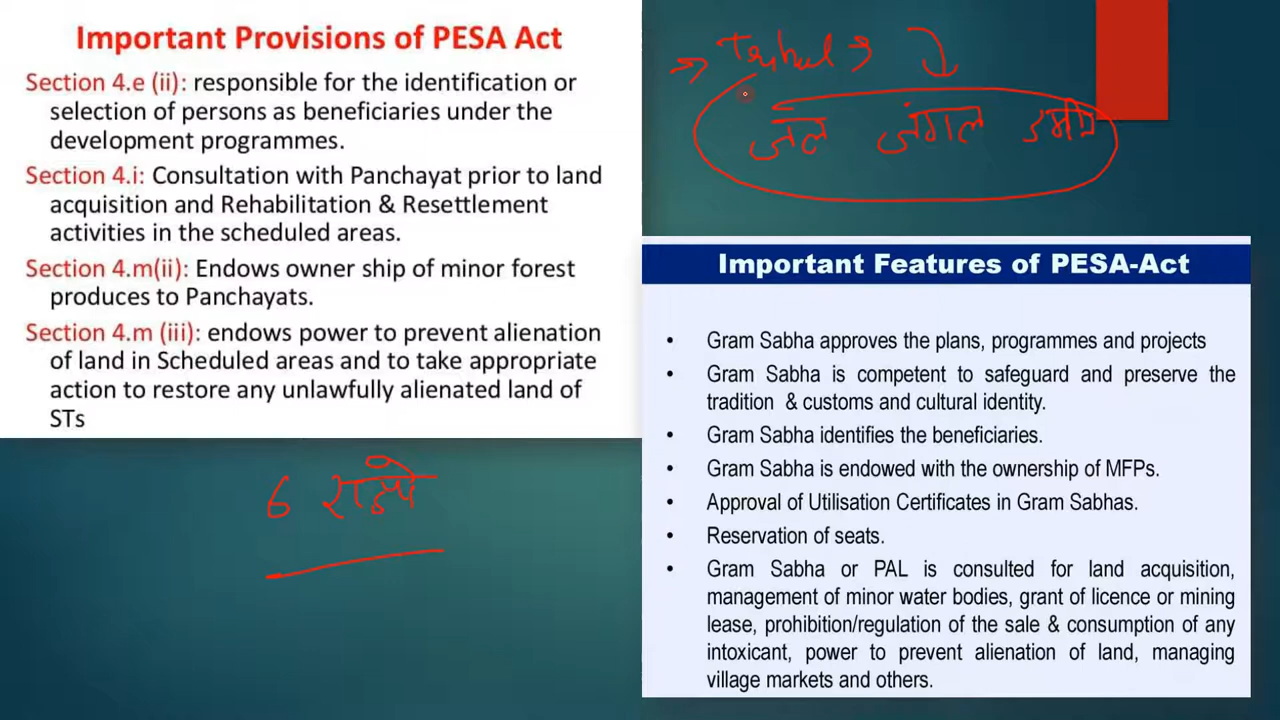 Important Provisions of PESA Act
Section 4.e (ii): responsible for the identification or
selection of persons as beneficiaries under the
development programmes.
Section 4.i: Consultation with Panchayat prior to land
acquisition and Rehabilitation & Resettlement
activities in the scheduled areas.
Section 4.m(ii): Endows owner ship of minor forest
produces to Panchayats.
Section 4.m (iii): endows power to prevent alienation
of land in Scheduled areas and to take appropriate
action to restore any unlawfully alienated land of
STs
6 राज्यो
Tribal
जल जंगल जमीन
Important Features of PESA-Act
• Gram Sabha approves the plans, programmes and projects
• Gram Sabha is competent to safeguard and preserve the
tradition & customs and cultural identity.
• Gram Sabha identifies the beneficiaries.
• Gram Sabha is endowed with the ownership of MFPs.
• Approval of Utilisation Certificates in Gram Sabhas.
• Reservation of seats.
• Gram Sabha or PAL is consulted for land acquisition,
management of minor water bodies, grant of licence or mining
lease, prohibition/regulation of the sale & consumption of any
intoxicant, power to prevent alienation of land, managing
village markets and others.